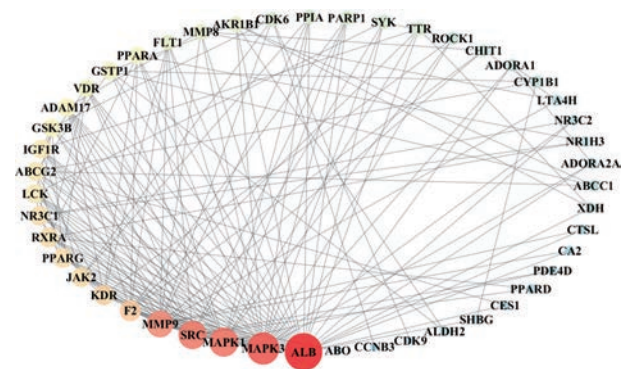 AKR1B1
CDK6
PPIA
PARP1
SYK
TTR
ROCK1
CHIT1
ADORA1
CYP1B1
LTA4H
NR3C2
NR1H3
ADORA2A
ABCC1
XDH
CTSL
CA2
PDE4D
PPARD
CES1
SHBG
ALDH2
CDK9
CCNB3
ABO
ALB
MAPK3
MAPK1
SRC
MMP9
F2
KDR
JAK2
PPARG
RXRA
NR3C1
LCK
ABCG2
IGF1R
GSK3B
ADAM17
VDR
GSTP1
PPARA
FLT1
MMP8